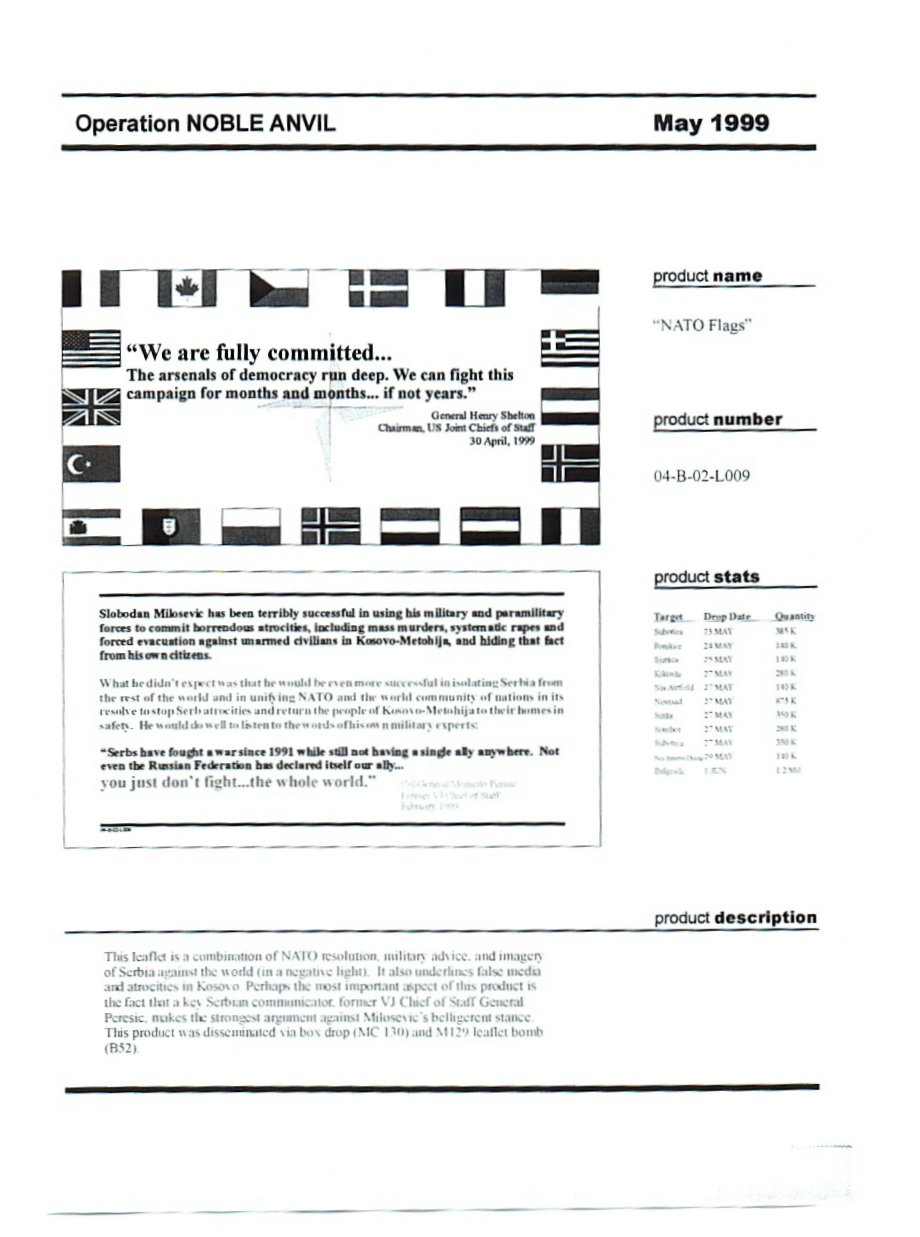 Operation NOBLE ANVIL
May 1999
product name
"NATO Flags"
product number
04-B-02-L009
product stats
Target Drop Date Quantity
Subotica 23 MAY 385 K
24 MAY 140 K
Sjenica 25 MAY 140 K
Kikinda 27 MAY 280 K
Nis Airfield 27 MAY 140 K
Novisad 27 MAY 875 K
Senta 27 MAY 350 K
Sombor 27 MAY 280 K
Subotica 27 MAY 350 K
29 MAY 140 K
Belgrade 1 JUN 1.2 Mil
"We are fully committed...
The arsenals of democracy run deep. We can fight this
campaign for months and months... if not years."
General Henry Shelton
Chairman, US Joint Chiefs of Staff
30 April, 1999
Slobodan Milosevic has been terribly successful in using his military and paramilitary
forces to commit horrendous atrocities, including mass murders, systematic rapes and
forced evacuation against unarmed civilians in Kosovo-Metohija, and hiding that fact
from his own citizens.
What he didn't expect was that he would be even more successful in isolating Serbia from
the rest of the world and in unifying NATO and the world community of nations in its
resolve to stop Serb atrocities and return the people of Kosovo-Metohija to their homes in
safety. He would do well to listen to the words of his own military experts:
"Serbs have fought a war since 1991 while still not having a single ally anywhere. Not
even the Russian Federation has declared itself our ally...
you just don't fight...the whole world."
Col General Momcilo Perisic
Former VJ Chief of Staff
February 1999
product description
This leaflet is a combination of NATO resolution, military advice, and imagery
of Serbia against the world (in a negative light). It also underlines false media
and atrocities in Kosovo. Perhaps the most important aspect of this product is
the fact that a key Serbian communicator, former VJ Chief of Staff General
Peresic, makes the strongest argument against Milosevic's belligerent stance.
This product was disseminated via box drop (MC 130) and M129 leaflet bomb
(B52).